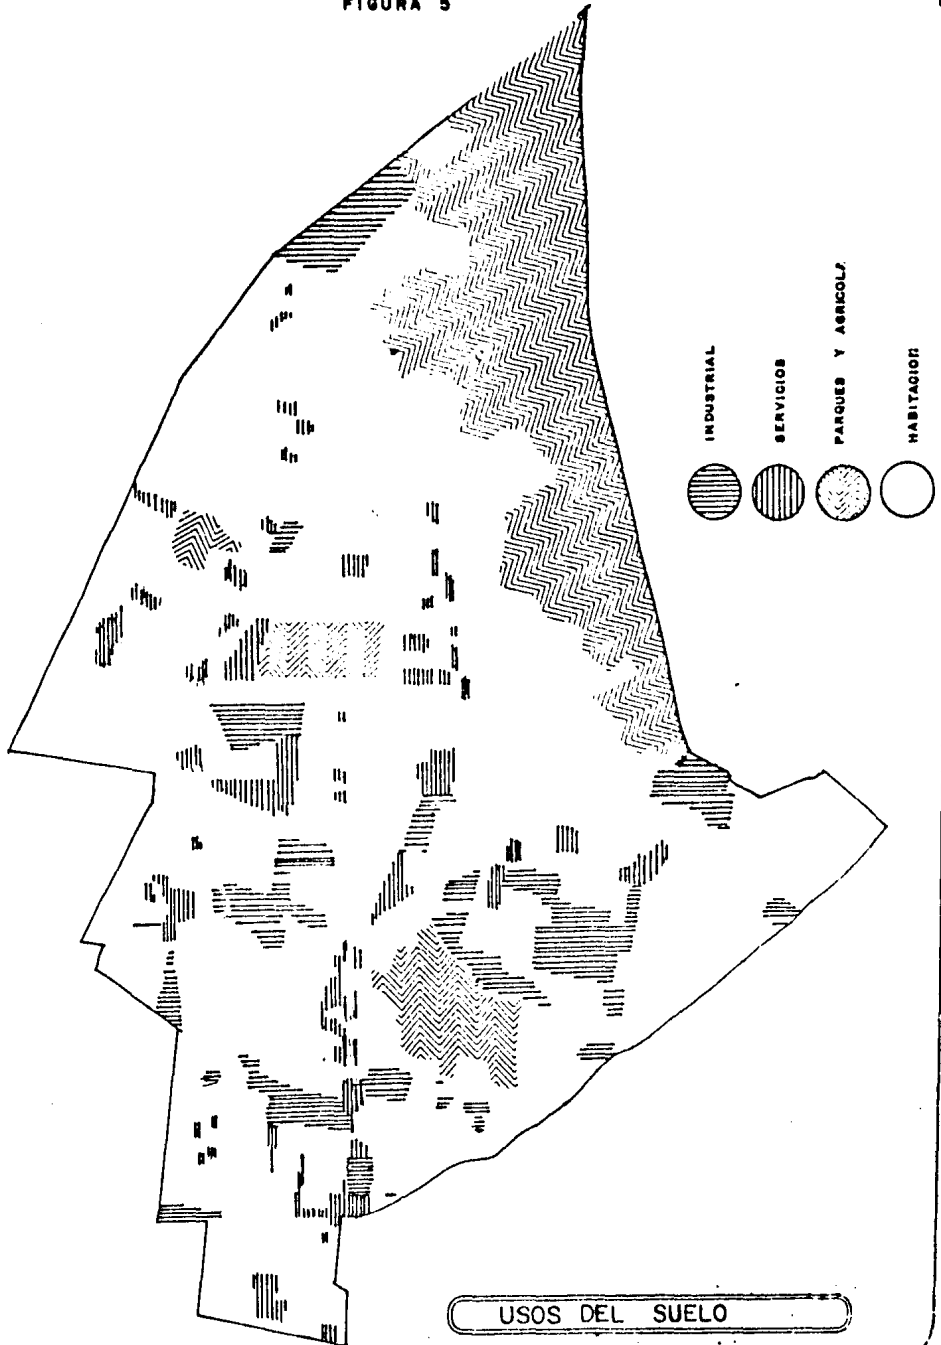 FIGURA 5
INDUSTRIAL
SERVICIOS
PARQUES Y AGRICOLA
HABITACION
USOS DEL SUELO